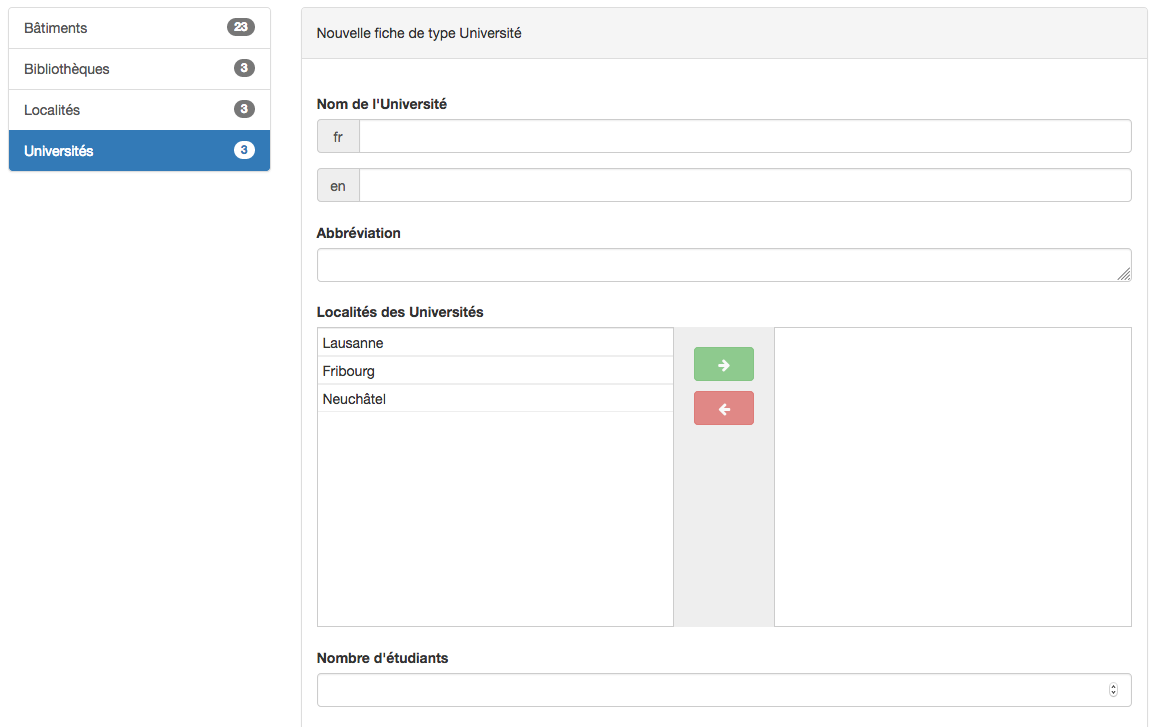 Bâtiments 23
Bibliothèques 3
Localités 3
Universités 3
Nouvelle fiche de type Université
Nom de l'Université
fr
en
Abbréviation
Localités des Universités
Lausanne
Fribourg
Neuchâtel
Nombre d'étudiants